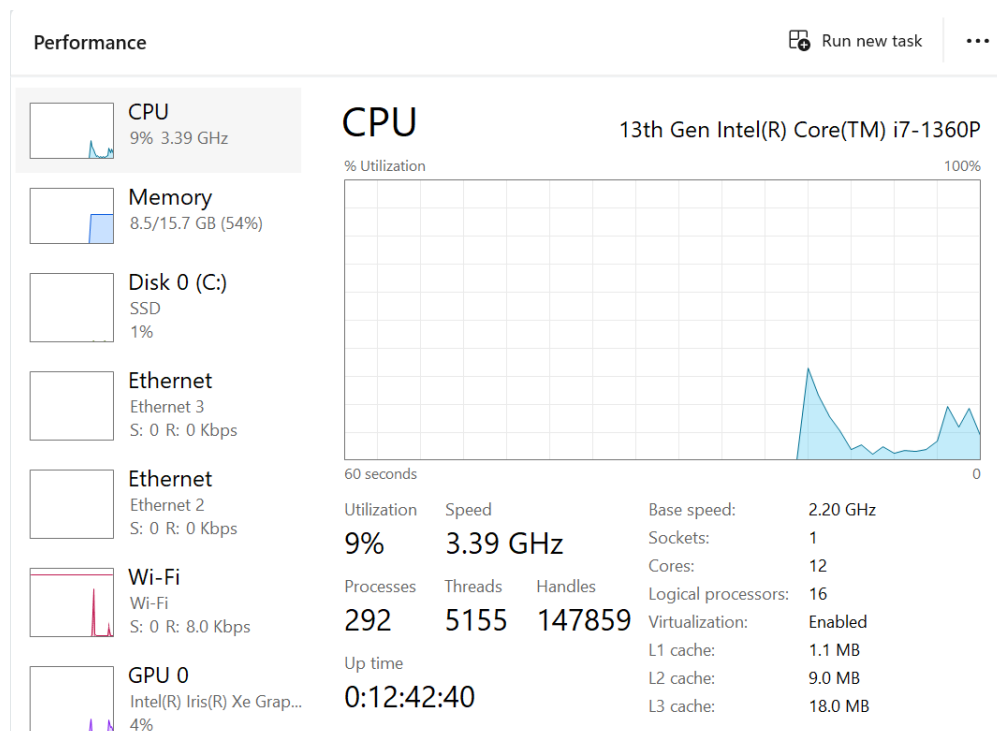 Performance
Run new task
CPU
9% 3.39 GHz
Memory
8.5/15.7 GB (54%)
Disk 0 (C:)
SSD
1%
Ethernet
Ethernet 3
S: 0 R: 0 Kbps
Ethernet
Ethernet 2
S: 0 R: 0 Kbps
Wi-Fi
Wi-Fi
S: 0 R: 8.0 Kbps
GPU 0
Intel(R) Iris(R) Xe Grap...
4%
CPU
13th Gen Intel(R) Core(TM) i7-1360P
% Utilization 100%
60 seconds 0
Utilization Speed
9% 3.39 GHz
Processes Threads Handles
292 5155 147859
Up time
0:12:42:40
Base speed: 2.20 GHz
Sockets: 1
Cores: 12
Logical processors: 16
Virtualization: Enabled
L1 cache: 1.1 MB
L2 cache: 9.0 MB
L3 cache: 18.0 MB